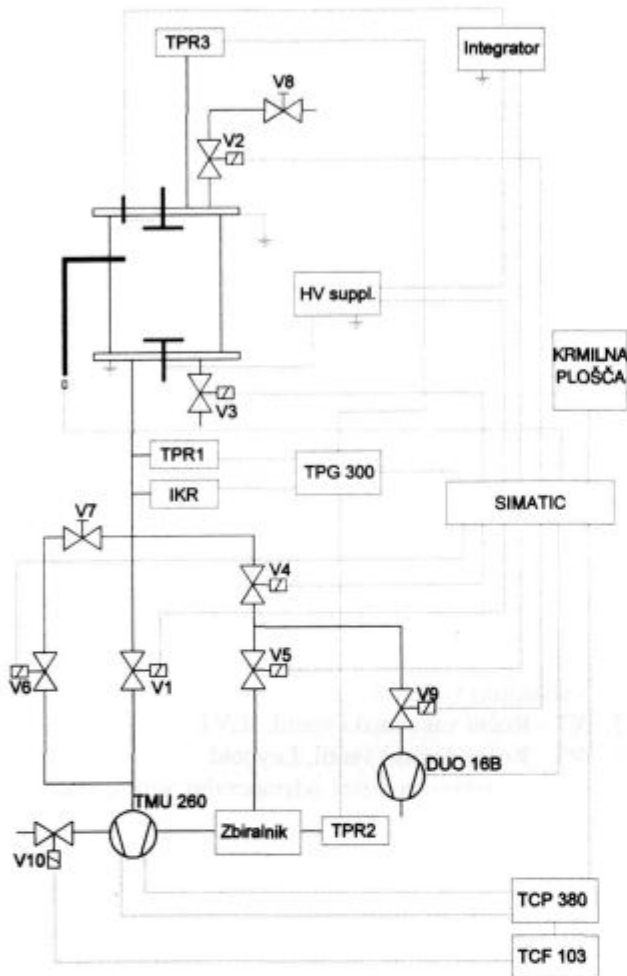 TPR3
Integrator
V8
V2
HV suppl.
KRMILNA
PLOŠČA
V3
TPR1
TPG 300
IKR
SIMATIC
V7
V4
V6
V1
V5
V9
DUO 16B
TMU 260
Zbiralnik
TPR2
V10
TCP 380
TCF 103